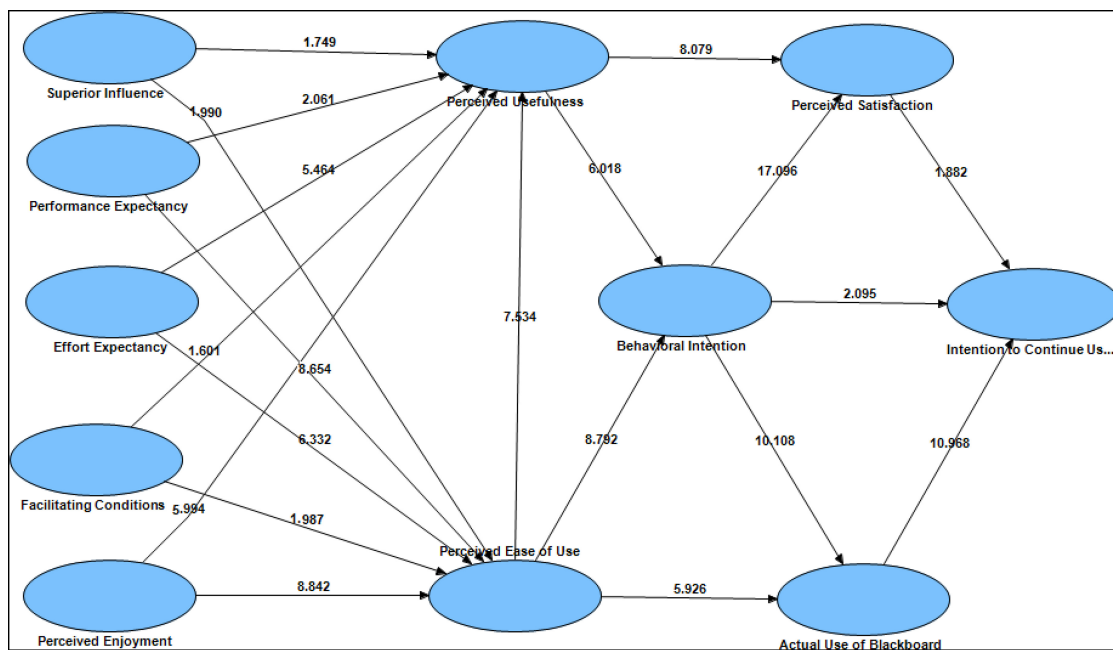 1.749
8.079
Superior Influence
Perceived Usefulness
Perceived Satisfaction
1.990
2.061
5.464
6.018
17.096
1.882
Performance Expectancy
7.534
2.095
Effort Expectancy
Behavioral Intention
Intention to Continue Us...
1.601
8.654
6.332
8.792
10.108
10.968
Facilitating Conditions
5.994
1.987
Perceived Ease of Use
8.842
5.926
Perceived Enjoyment
Actual Use of Blackboard